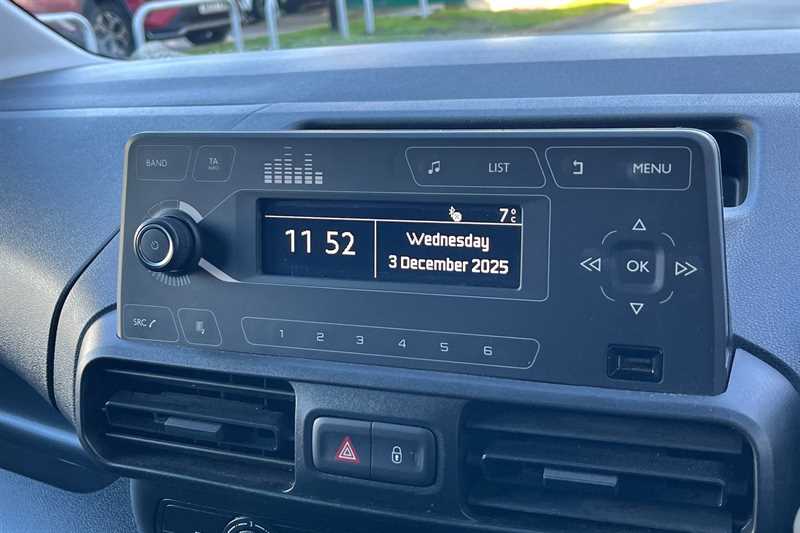 BAND
TA
INFO
LIST
MENU
7°C
11 52
Wednesday
3 December 2025
OK
SRC
1 2 3 4 5 6